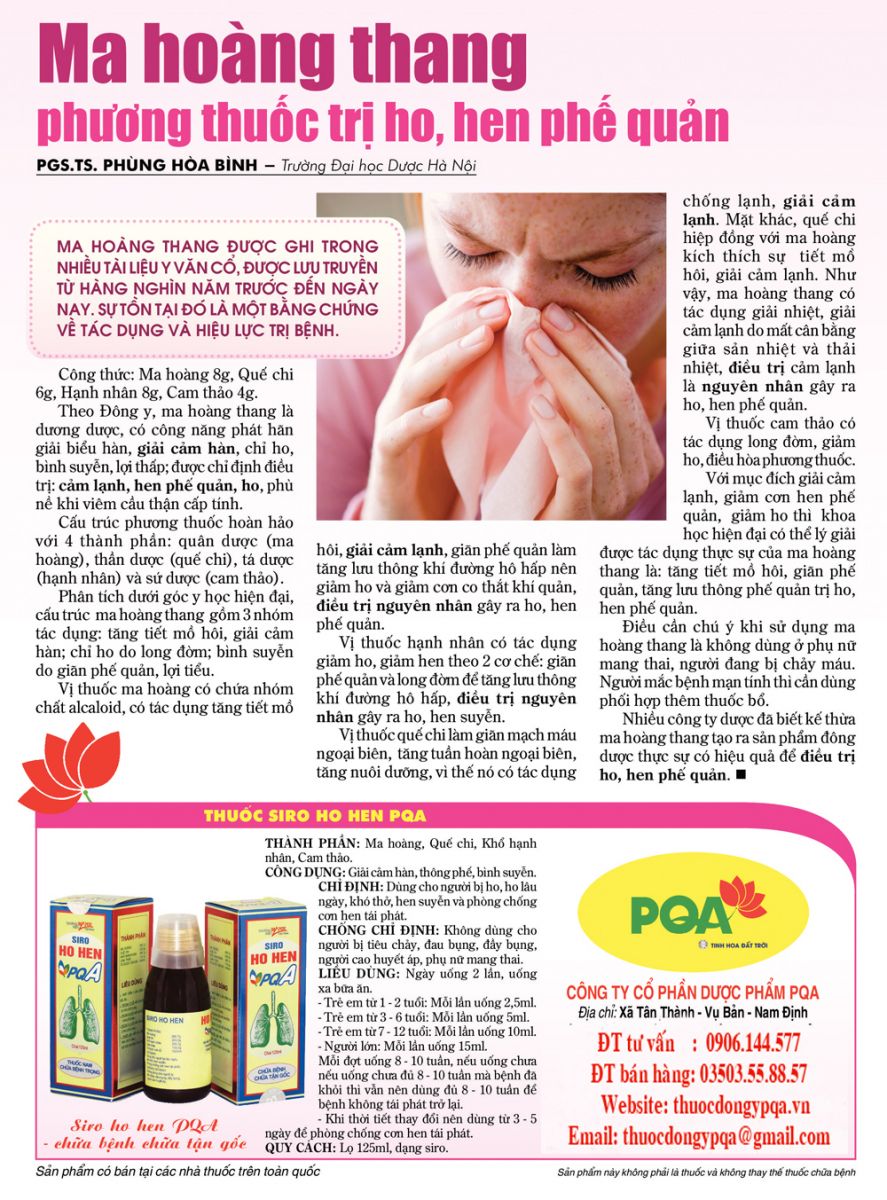 Ma hoàng thang
phương thuốc trị ho, hen phế quản
PGS.TS. PHÙNG HÒA BÌNH – Trường Đại học Dược Hà Nội
MA HOÀNG THANG ĐƯỢC GHI TRONG
NHIỀU TÀI LIỆU Y VĂN CỔ, ĐƯỢC LƯU TRUYỀN
TỪ HÀNG NGHÌN NĂM TRƯỚC ĐẾN NGÀY
NAY. SỰ TỒN TẠI ĐÓ LÀ MỘT BẰNG CHỨNG
VỀ TÁC DỤNG VÀ HIỆU LỰC TRỊ BỆNH.
Công thức: Ma hoàng 8g, Quế chi
6g, Hạnh nhân 8g, Cam thảo 4g.
Theo Đông y, ma hoàng thang là
dương dược, có công năng phát hãn
giải biểu hàn, giải cảm hàn, chỉ ho,
bình suyễn, lợi thấp; được chỉ định điều
trị: cảm lạnh, hen phế quản, ho, phù
nề khi viêm cầu thận cấp tính.
Cấu trúc phương thuốc hoàn hảo
với 4 thành phần: quân dược (ma
hoàng), thần dược (quế chi), tá dược
(hạnh nhân) và sứ dược (cam thảo).
Phân tích dưới góc y học hiện đại,
cấu trúc ma hoàng thang gồm 3 nhóm
tác dụng: tăng tiết mồ hôi, giải cảm
hàn; chỉ ho do long đờm; bình suyễn
do giãn phế quản, lợi tiểu.
Vị thuốc ma hoàng có chứa nhóm
chất alcaloid, có tác dụng tăng tiết mồ
hôi, giải cảm lạnh, giãn phế quản làm
tăng lưu thông khí đường hô hấp nên
giảm ho và giảm cơn co thắt khí quản,
điều trị nguyên nhân gây ra ho, hen
phế quản.
Vị thuốc hạnh nhân có tác dụng
giảm ho, giảm hen theo 2 cơ chế: giãn
phế quản và long đờm để tăng lưu thông
khí đường hô hấp, điều trị nguyên
nhân gây ra ho, hen suyễn.
Vị thuốc quế chi làm giãn mạch máu
ngoại biên, tăng tuần hoàn ngoại biên,
tăng nuôi dưỡng, vì thế nó có tác dụng
chống lạnh, giải cảm
lạnh. Mặt khác, quế chi
hiệp đồng với ma hoàng
kích thích sự tiết mồ
hôi, giải cảm lạnh. Như
vậy, ma hoàng thang có
tác dụng giải nhiệt, giải
cảm lạnh do mất cân bằng
giữa sản nhiệt và thải
nhiệt, điều trị cảm lạnh
là nguyên nhân gây ra
ho, hen phế quản.
Vị thuốc cam thảo có
tác dụng long đờm, giảm
ho, điều hòa phương thuốc.
Với mục đích giải cảm
lạnh, giảm cơn hen phế
quản, giảm ho thì khoa
học hiện đại có thể lý giải
được tác dụng thực sự của ma hoàng
thang là: tăng tiết mồ hôi, giãn phế
quản, tăng lưu thông phế quản trị ho,
hen phế quản.
Điều cần chú ý khi sử dụng ma
hoàng thang là không dùng ở phụ nữ
mang thai, người đang bị chảy máu.
Người mắc bệnh mạn tính thì cần dùng
phối hợp thêm thuốc bổ.
Nhiều công ty dược đã biết kế thừa
ma hoàng thang tạo ra sản phẩm đông
dược thực sự có hiệu quả để điều trị
ho, hen phế quản. ■
THUỐC SIRO HO HEN PQA
THÀNH PHẦN: Ma hoàng, Quế chi, Khổ hạnh
nhân, Cam thảo.
CÔNG DỤNG: Giải cảm hàn, thông phế, bình suyễn.
CHỈ ĐỊNH: Dùng cho người bị ho, ho lâu
ngày, khó thở, hen suyễn và phòng chống
cơn hen tái phát.
CHỐNG CHỈ ĐỊNH: Không dùng cho
người bị tiêu chảy, đau bụng, đầy bụng,
người cao huyết áp, phụ nữ mang thai.
LIỀU DÙNG: Ngày uống 2 lần, uống
xa bữa ăn.
- Trẻ em từ 1 - 2 tuổi: Mỗi lần uống 2,5ml.
- Trẻ em từ 3 - 6 tuổi: Mỗi lần uống 5ml.
- Trẻ em từ 7 - 12 tuổi: Mỗi lần uống 10ml.
- Người lớn: Mỗi lần uống 15ml.
Mỗi đợt uống 8 - 10 tuần, nếu uống chưa
nếu uống chưa đủ 8 - 10 tuần mà bệnh đã
khỏi thì vẫn nên dùng đủ 8 - 10 tuần để
bệnh không tái phát trở lại.
- Khi thời tiết thay đổi nên dùng từ 3 - 5
ngày để phòng chống cơn hen tái phát.
QUY CÁCH: Lọ 125ml, dạng siro.
SIRO
HO HEN
PQA
THUỐC NAM
CHỮA BỆNH TRỌNG
THÀNH PHẦN
LIỀU DÙNG
SIRO HO HEN
SIRO
HO HEN
PQA
CHỮA BỆNH
CHỮA TẬN GỐC
Siro ho hen PQA
- chữa bệnh chữa tận gốc
PQA
TINH HOA ĐẤT TRỜI
CÔNG TY CỔ PHẦN DƯỢC PHẨM PQA
Địa chỉ: Xã Tân Thành - Vụ Bản - Nam Định
ĐT tư vấn : 0906.144.577
ĐT bán hàng: 03503.55.88.57
Website: thuocdongypqa.vn
Email: thuocdongypqa@gmail.com
Sản phẩm có bán tại các nhà thuốc trên toàn quốc
Sản phẩm này không phải là thuốc và không thay thế thuốc chữa bệnh